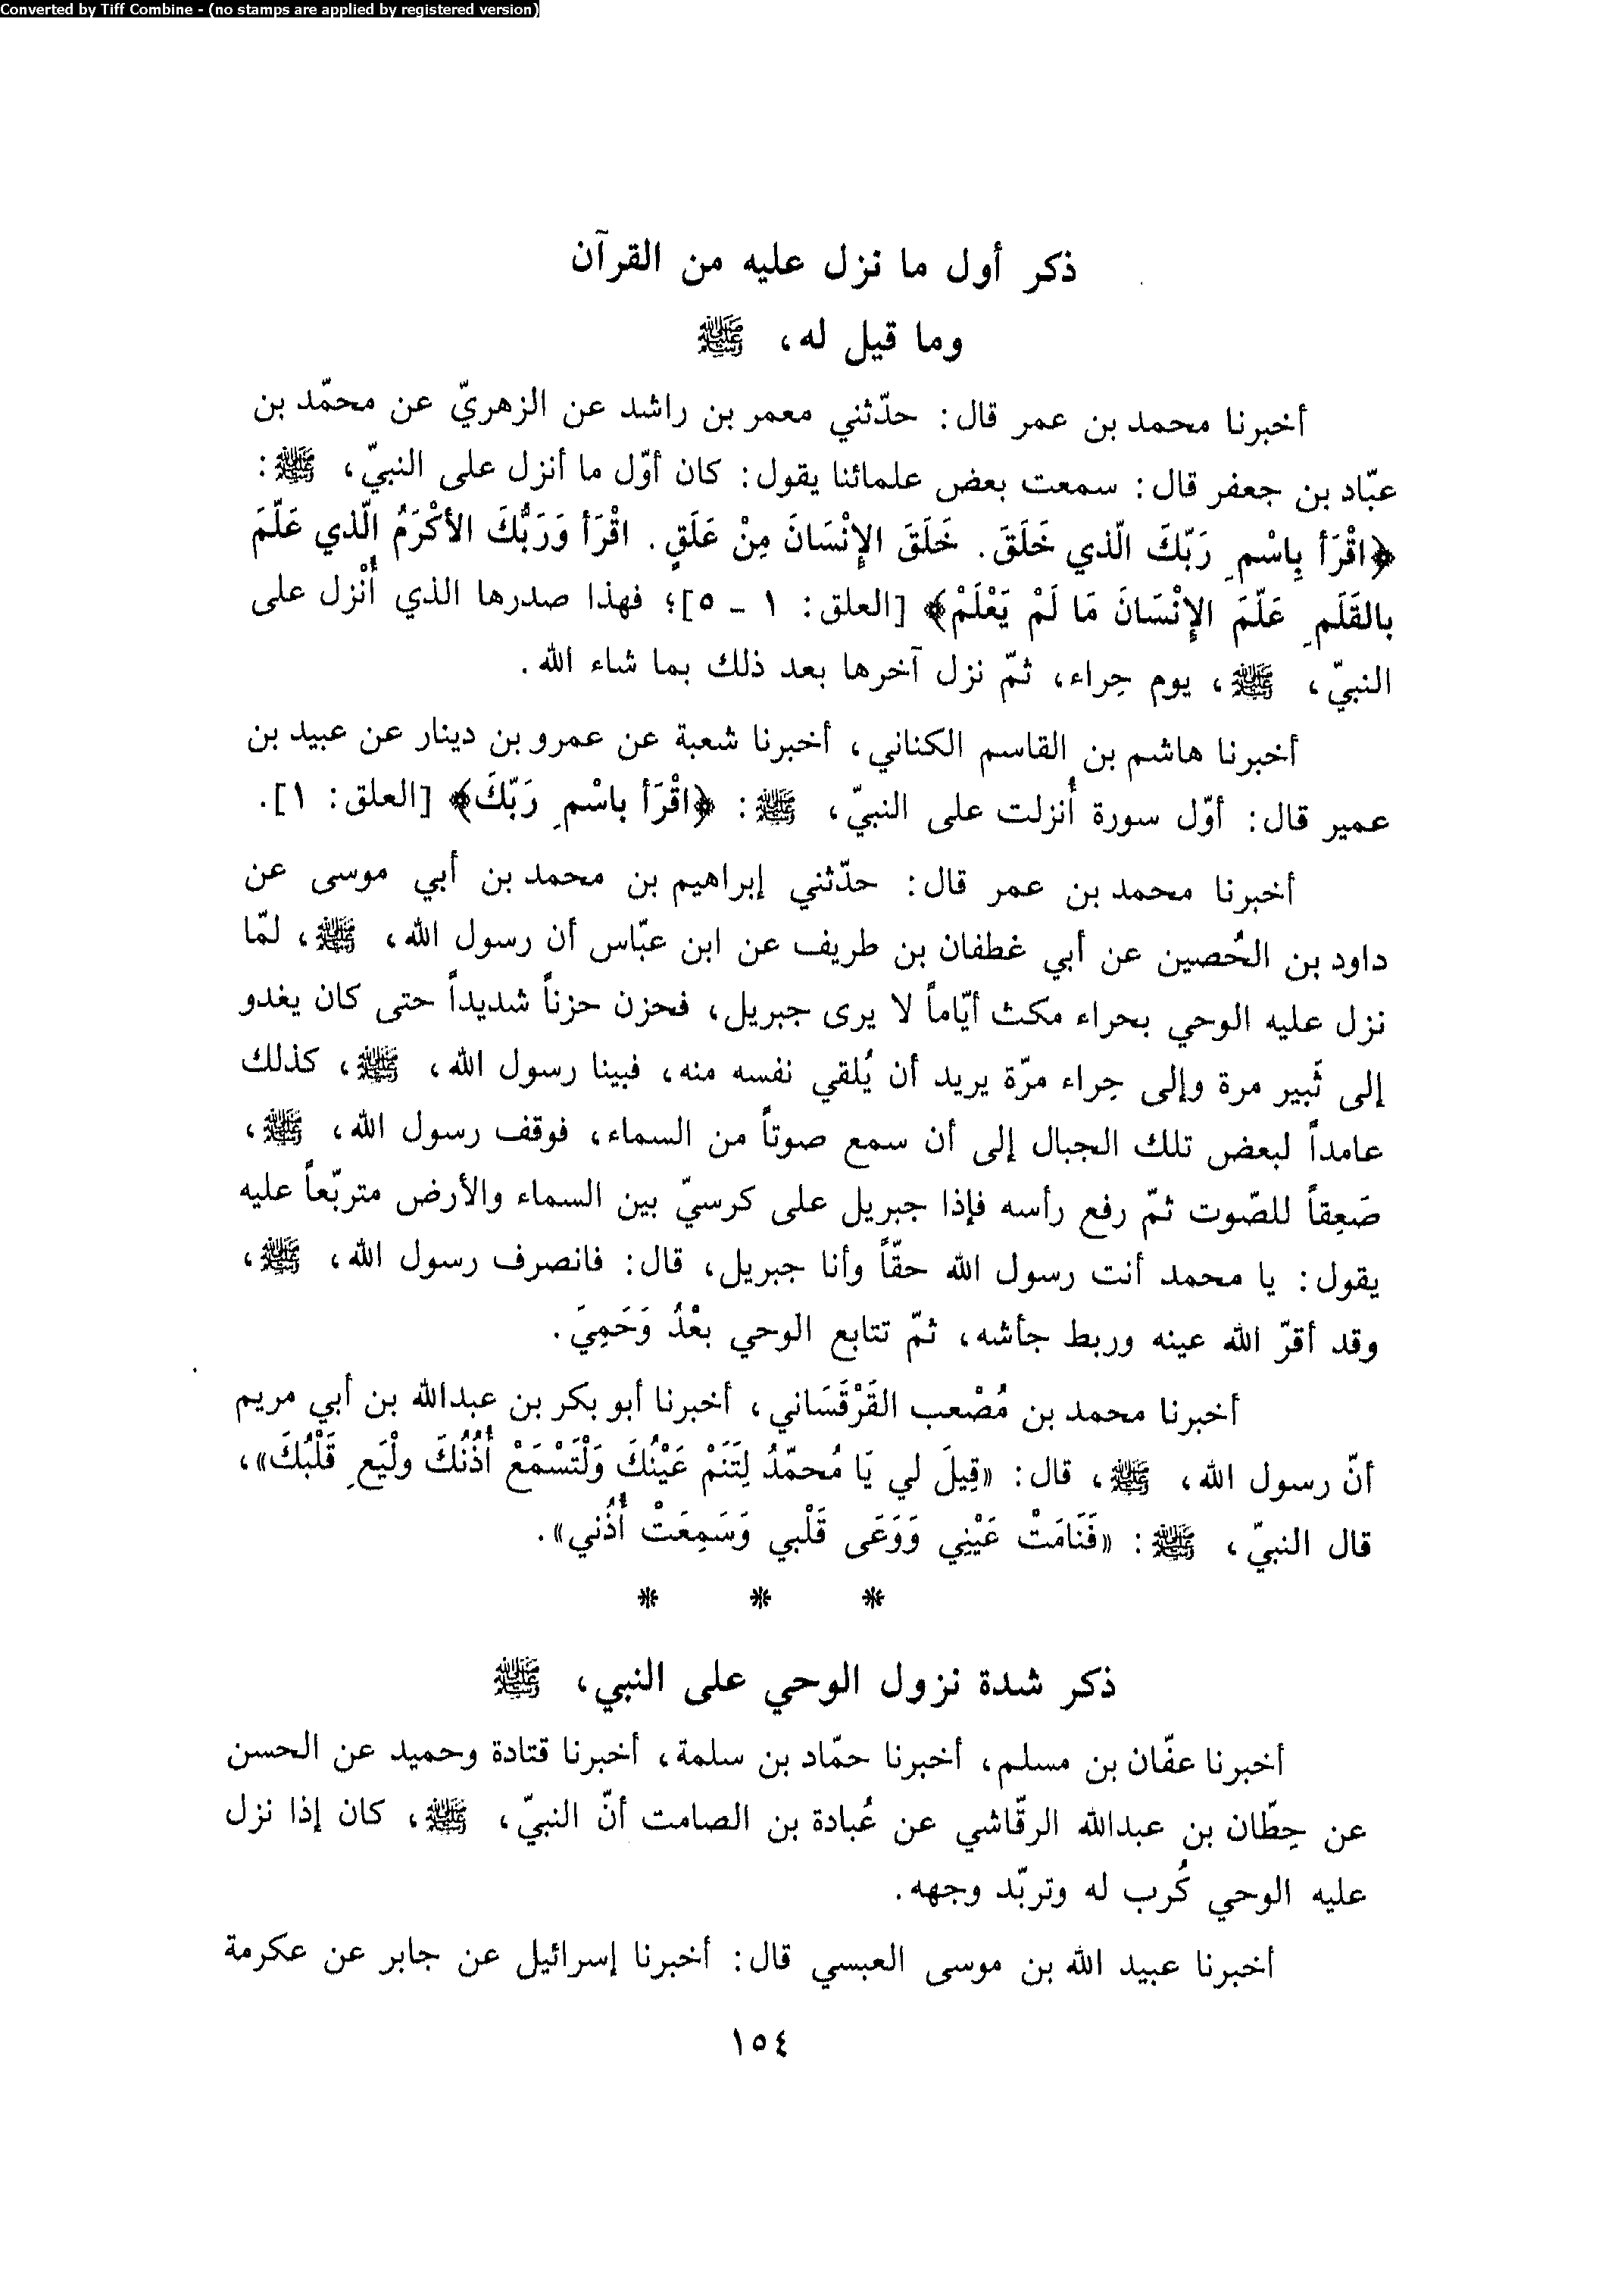 Converted by Tiff Combine - (no stamps are applied by registered version)
ذكر أول ما نزل عليه من القرآن
وما قيل له، ﷺ
أخبرنا محمد بن عمر قال: حدّثني معمر بن راشد عن الزهريّ عن محمّد بن
عبّاد بن جعفر قال: سمعت بعض علمائنا يقول: كان أوّل ما أنزل على النبيّ، ﷺ:
﴿اقْرَأ بِاسْمِ رَبّكَ الّذي خَلَقَ. خَلَقَ الإنْسَانَ مِنْ عَلَقٍ. اقْرَأ وَرَبُّكَ الأكْرَمُ الّذي عَلّمَ
بالقَلَمِ عَلّمَ الإنْسَانَ مَا لَمْ يَعْلَمْ﴾ [العلق: ١ - ٥]؛ فهذا صدرها الذي أُنْزل على
النبيّ، ﷺ، يوم حِراء، ثمّ نزل آخرها بعد ذلك بما شاء الله.
أخبرنا هاشم بن القاسم الكناني، أخبرنا شعبة عن عمرو بن دينار عن عبيد بن
عمير قال: أوّل سورة أُنزلت على النبيّ، ﷺ: ﴿اقْرَأ باسْمِ رَبّكَ﴾ [العلق: ١].
أخبرنا محمد بن عمر قال: حدّثني إبراهيم بن محمد بن أبي موسى عن
داود بن الحُصين عن أبي غطفان بن طريف عن ابن عبّاس أن رسول الله، ﷺ، لمّا
نزل عليه الوحي بحراء مكث أيّاماً لا يرى جبريل، فحزن حزناً شديداً حتى كان يغدو
إلى ثَبير مرة وإلى حِراء مرّة يريد أن يُلقي نفسه منه، فبينا رسول الله، ﷺ، كذلك
عامداً لبعض تلك الجبال إلى أن سمع صوتاً من السماء، فوقف رسول الله، ﷺ،
صَعِقاً للصّوت ثمّ رفع رأسه فإذا جبريل على كرسيّ بين السماء والأرض متربّعاً عليه
يقول: يا محمد أنت رسول الله حقّاً وأنا جبريل، قال: فانصرف رسول الله، ﷺ،
وقد أقرّ الله عينه وربط جأشه، ثمّ تتابع الوحي بعْدُ وَحَمِيَ.
أخبرنا محمد بن مُصْعب القَرْقَسَاني، أخبرنا أبو بكر بن عبدالله بن أبي مريم
أنّ رسول الله، ﷺ، قال: «قِيلَ لي يَا مُحمّدُ لِتَنَمْ عَيْنُكَ وَلْتَسْمَعْ أُذُنُكَ ولْيَعِ قَلْبُكَ»،
قال النبيّ، ﷺ: «فَنَامَتْ عَيْنِي وَوَعَى قَلْبي وَسَمِعَتْ أُذُني».
* * *
ذكر شدة نزول الوحي على النبي، ﷺ
أخبرنا عفّان بن مسلم، أخبرنا حمّاد بن سلمة، أخبرنا قتادة وحميد عن الحسن
عن حِطّان بن عبدالله الرقّاشي عن عُبادة بن الصامت أنّ النبيّ، ﷺ، كان إذا نزل
عليه الوحي كُرب له وتربّد وجهه.
أخبرنا عبيد الله بن موسى العبسي قال: أخبرنا إسرائيل عن جابر عن عكرمة
١٥٤